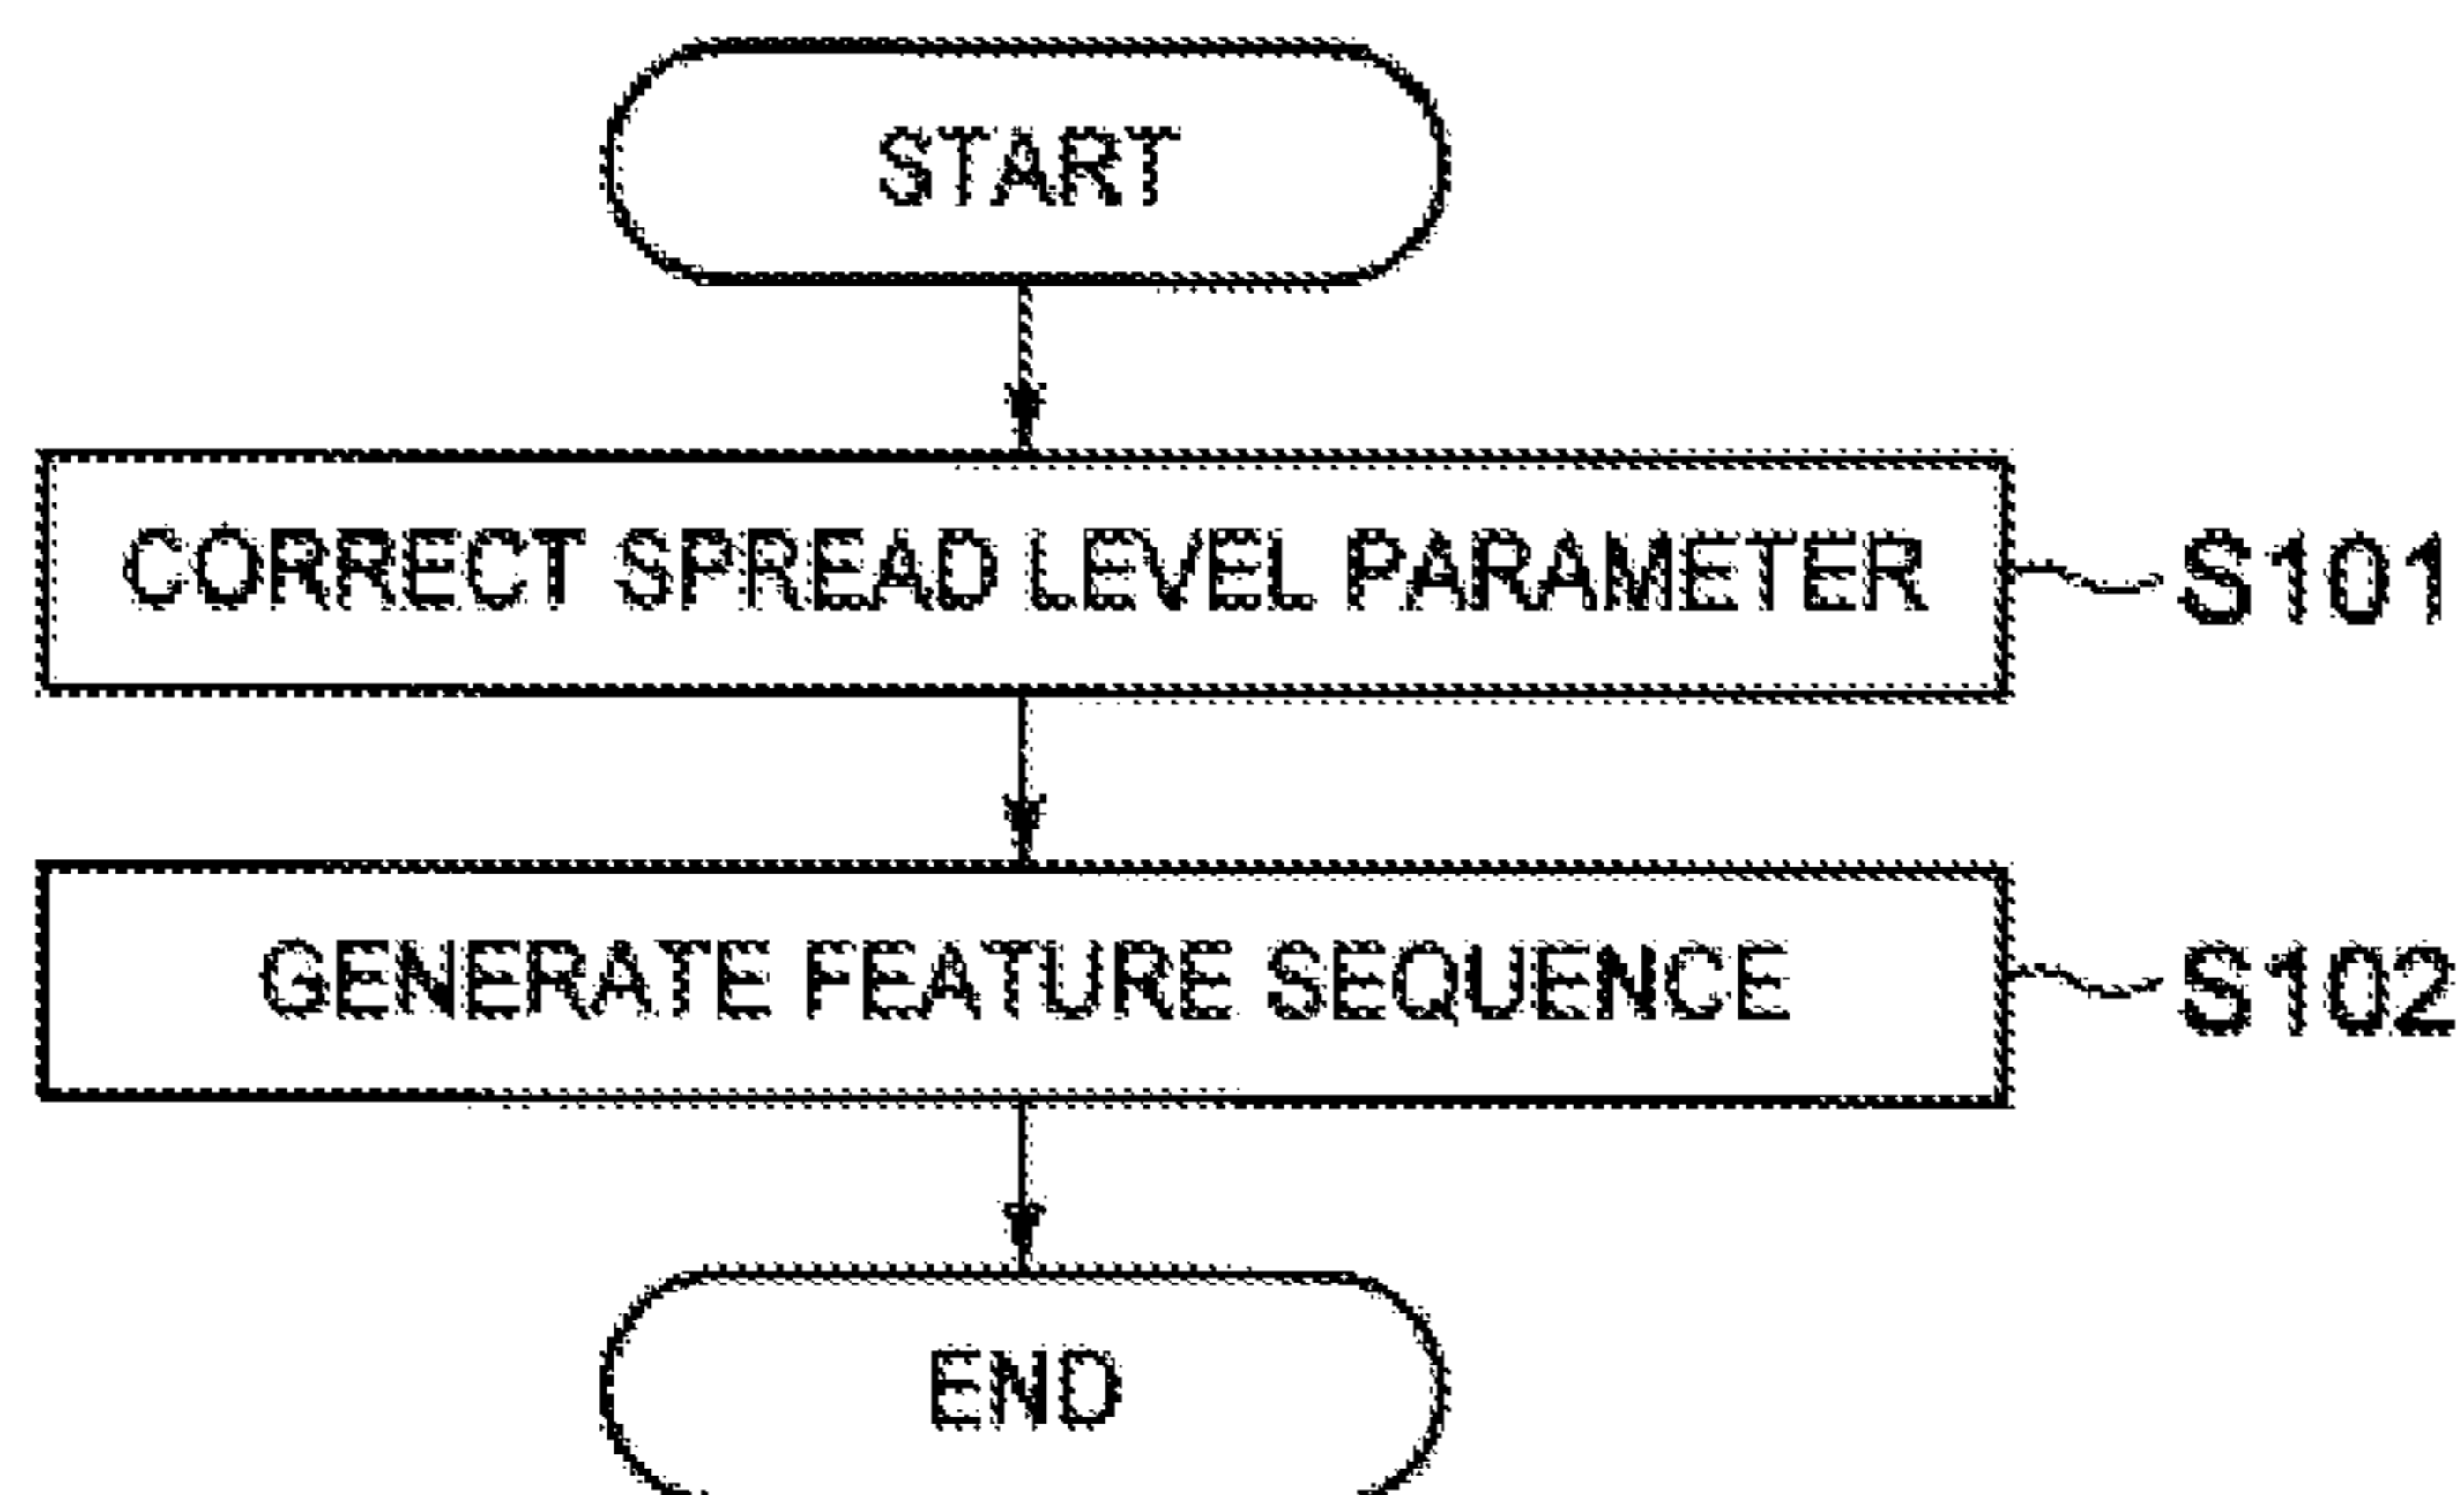 START
CORRECT SPREAD LEVEL PARAMETER
S101
GENERATE FEATURE SEQUENCE
S102
END